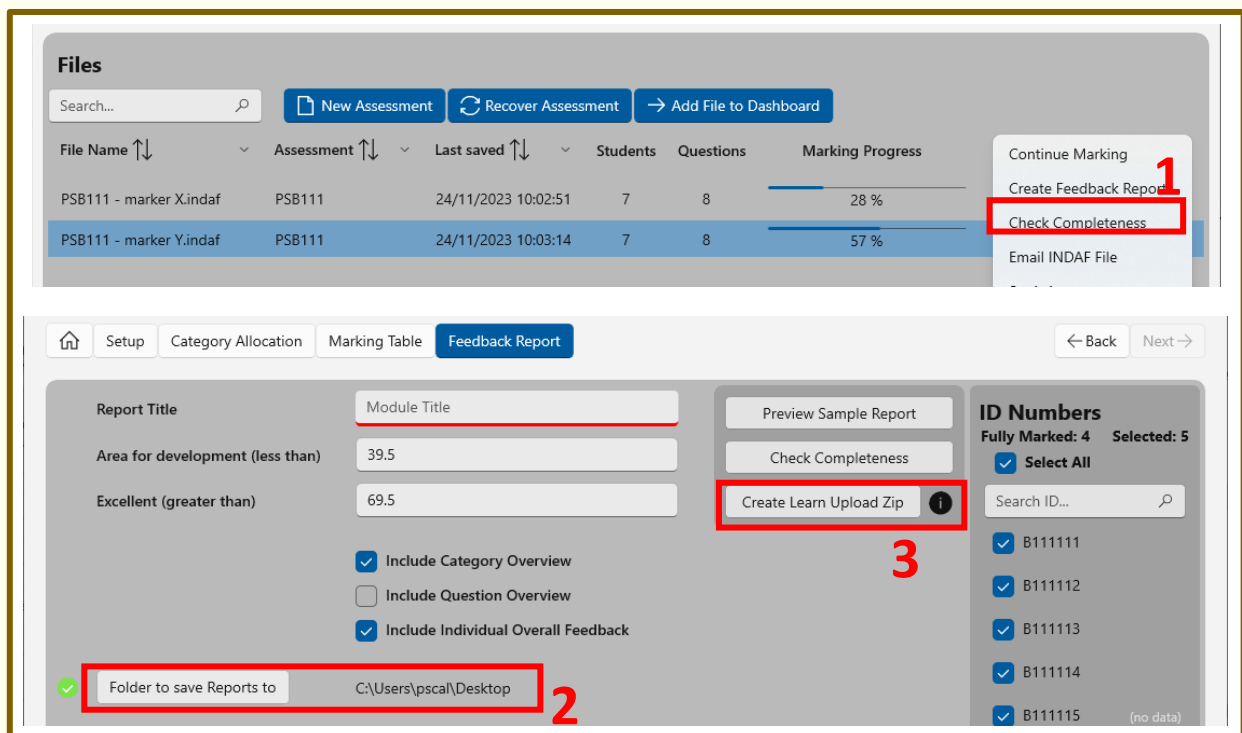 Files
Search... New Assessment Recover Assessment Add File to Dashboard
File Name Assessment Last saved Students Questions Marking Progress
PSB111 - marker X.indaf PSB111 24/11/2023 10:02:51 7 8 28 %
PSB111 - marker Y.indaf PSB111 24/11/2023 10:03:14 7 8 57 %
Continue Marking
1
Create Feedback Report
Check Completeness
Email INDAF File
Setup Category Allocation Marking Table Feedback Report Back Next
Report Title Module Title
Area for development (less than) 39.5
Excellent (greater than) 69.5
Include Category Overview
Include Question Overview
Include Individual Overall Feedback
Folder to save Reports to C:\Users\pscal\Desktop
2
Preview Sample Report
Check Completeness
Create Learn Upload Zip i
3
ID Numbers
Fully Marked: 4 Selected: 5
Select All
Search ID...
B111111
B111112
B111113
B111114
B111115 (no data)